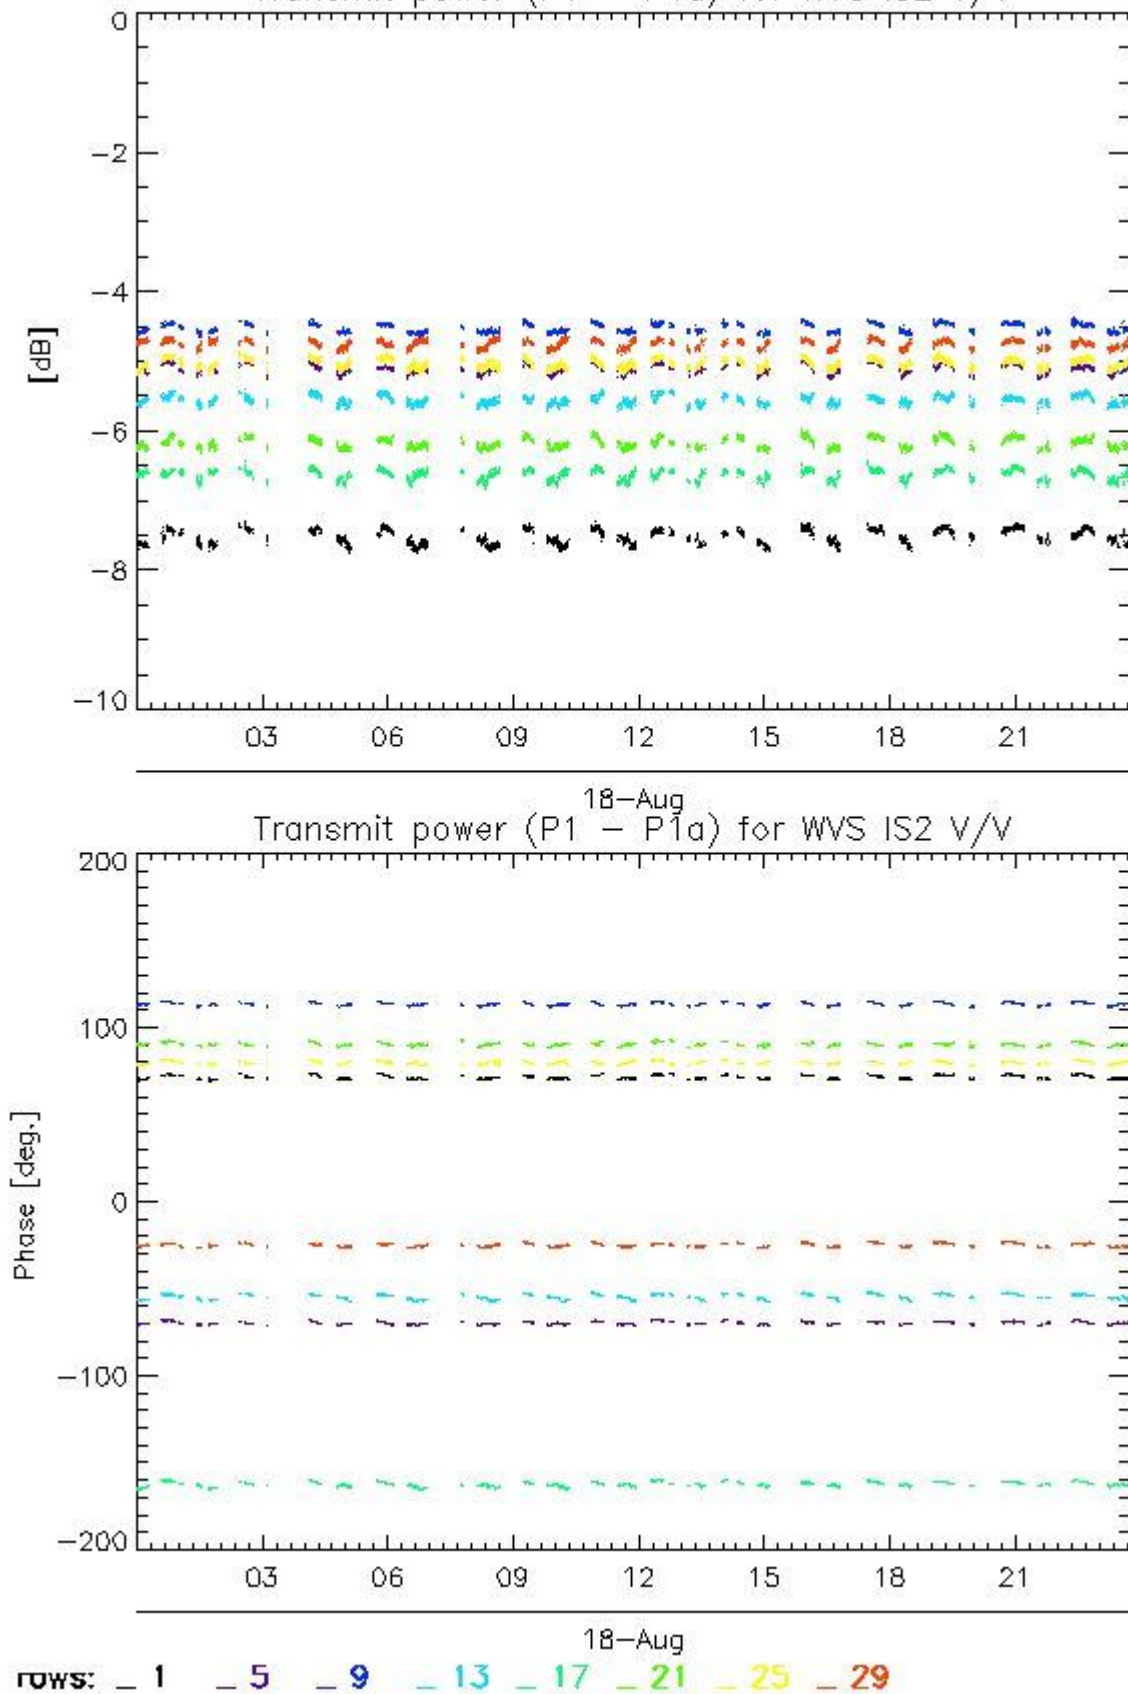 0
−2
−4
−6
−8
−10
[dB]
03 06 09 12 15 18 21
18−Aug
Transmit power (P1 − P1a) for WVS IS2 V/V
200
100
0
−100
−200
Phase [deg.]
03 06 09 12 15 18 21
18−Aug
rows: _ 1 _ 5 _ 9 _ 13 _ 17 _ 21 _ 25 _ 29